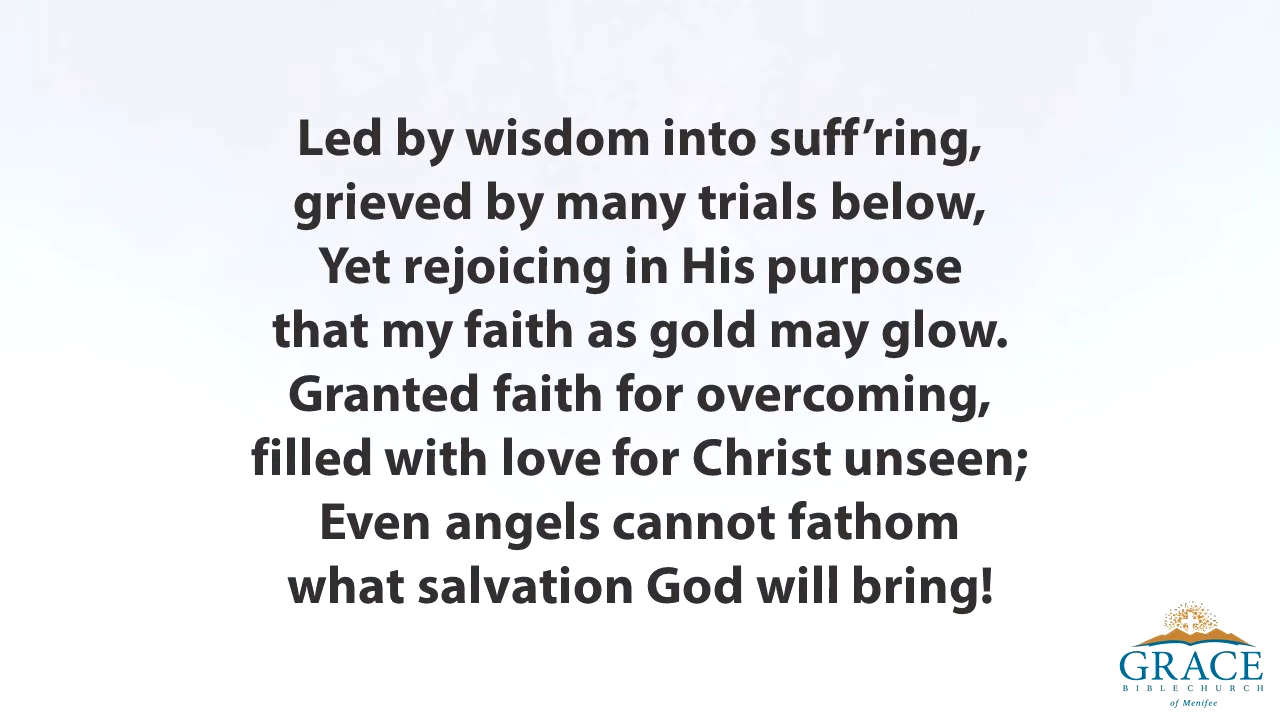 Led by wisdom into suff’ring,
grieved by many trials below,
Yet rejoicing in His purpose
that my faith as gold may glow.
Granted faith for overcoming,
filled with love for Christ unseen;
Even angels cannot fathom
what salvation God will bring!
GRACE
BIBLE CHURCH
of Menifee